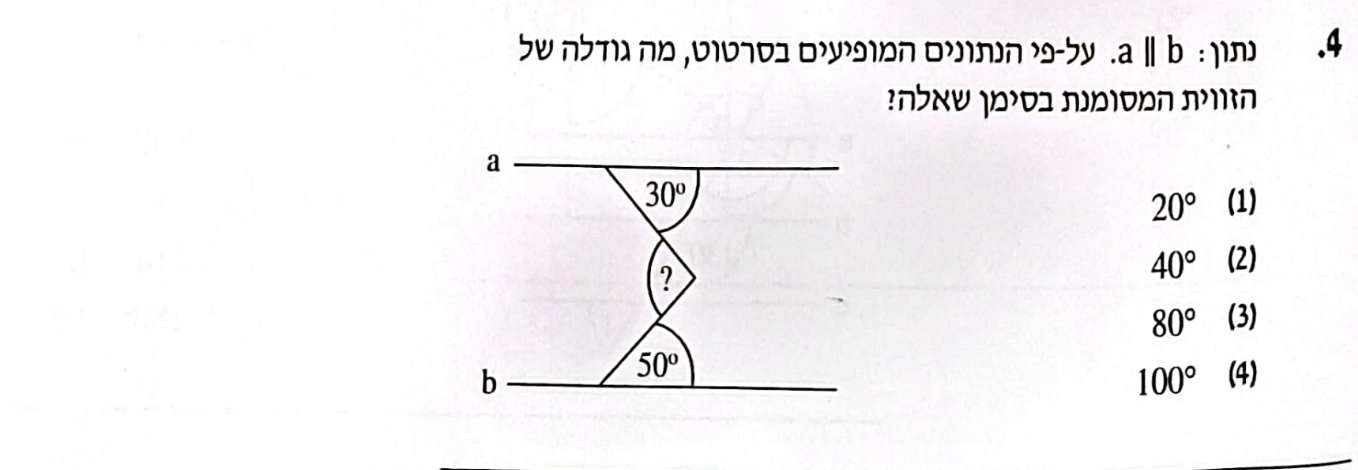 4. נתון: a || b. על-פי הנתונים המופיעים בסרטוט, מה גודלה של
הזווית המסומנת בסימן שאלה?
(1) 20°
(2) 40°
(3) 80°
(4) 100°
a
30°
?
50°
b